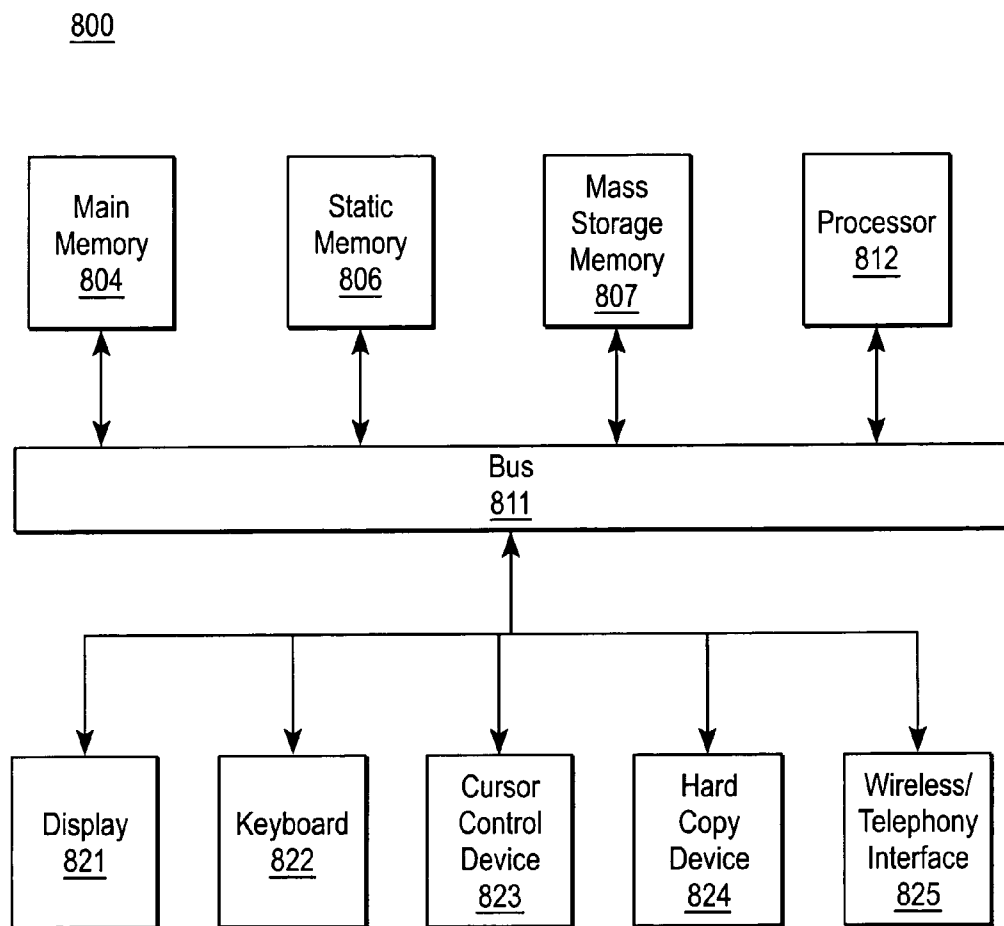 800
Main
Memory
804
Static
Memory
806
Mass
Storage
Memory
807
Processor
812
Bus
811
Display
821
Keyboard
822
Cursor
Control
Device
823
Hard
Copy
Device
824
Wireless/
Telephony
Interface
825